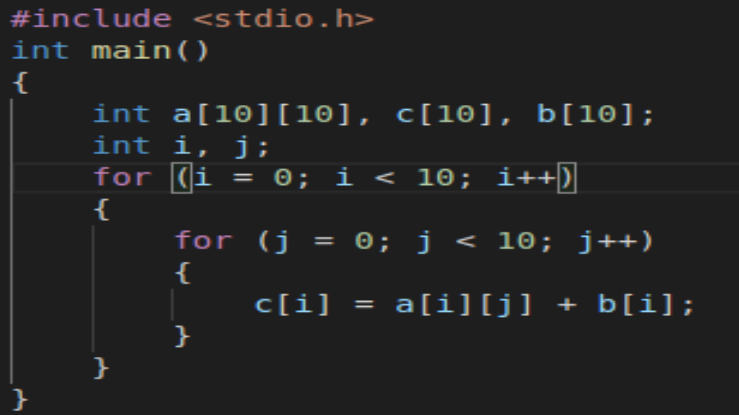 #include <stdio.h>
int main()
{
    int a[10][10], c[10], b[10];
    int i, j;
    for (i = 0; i < 10; i++)
    {
        for (j = 0; j < 10; j++)
        {
            c[i] = a[i][j] + b[i];
        }
    }
}